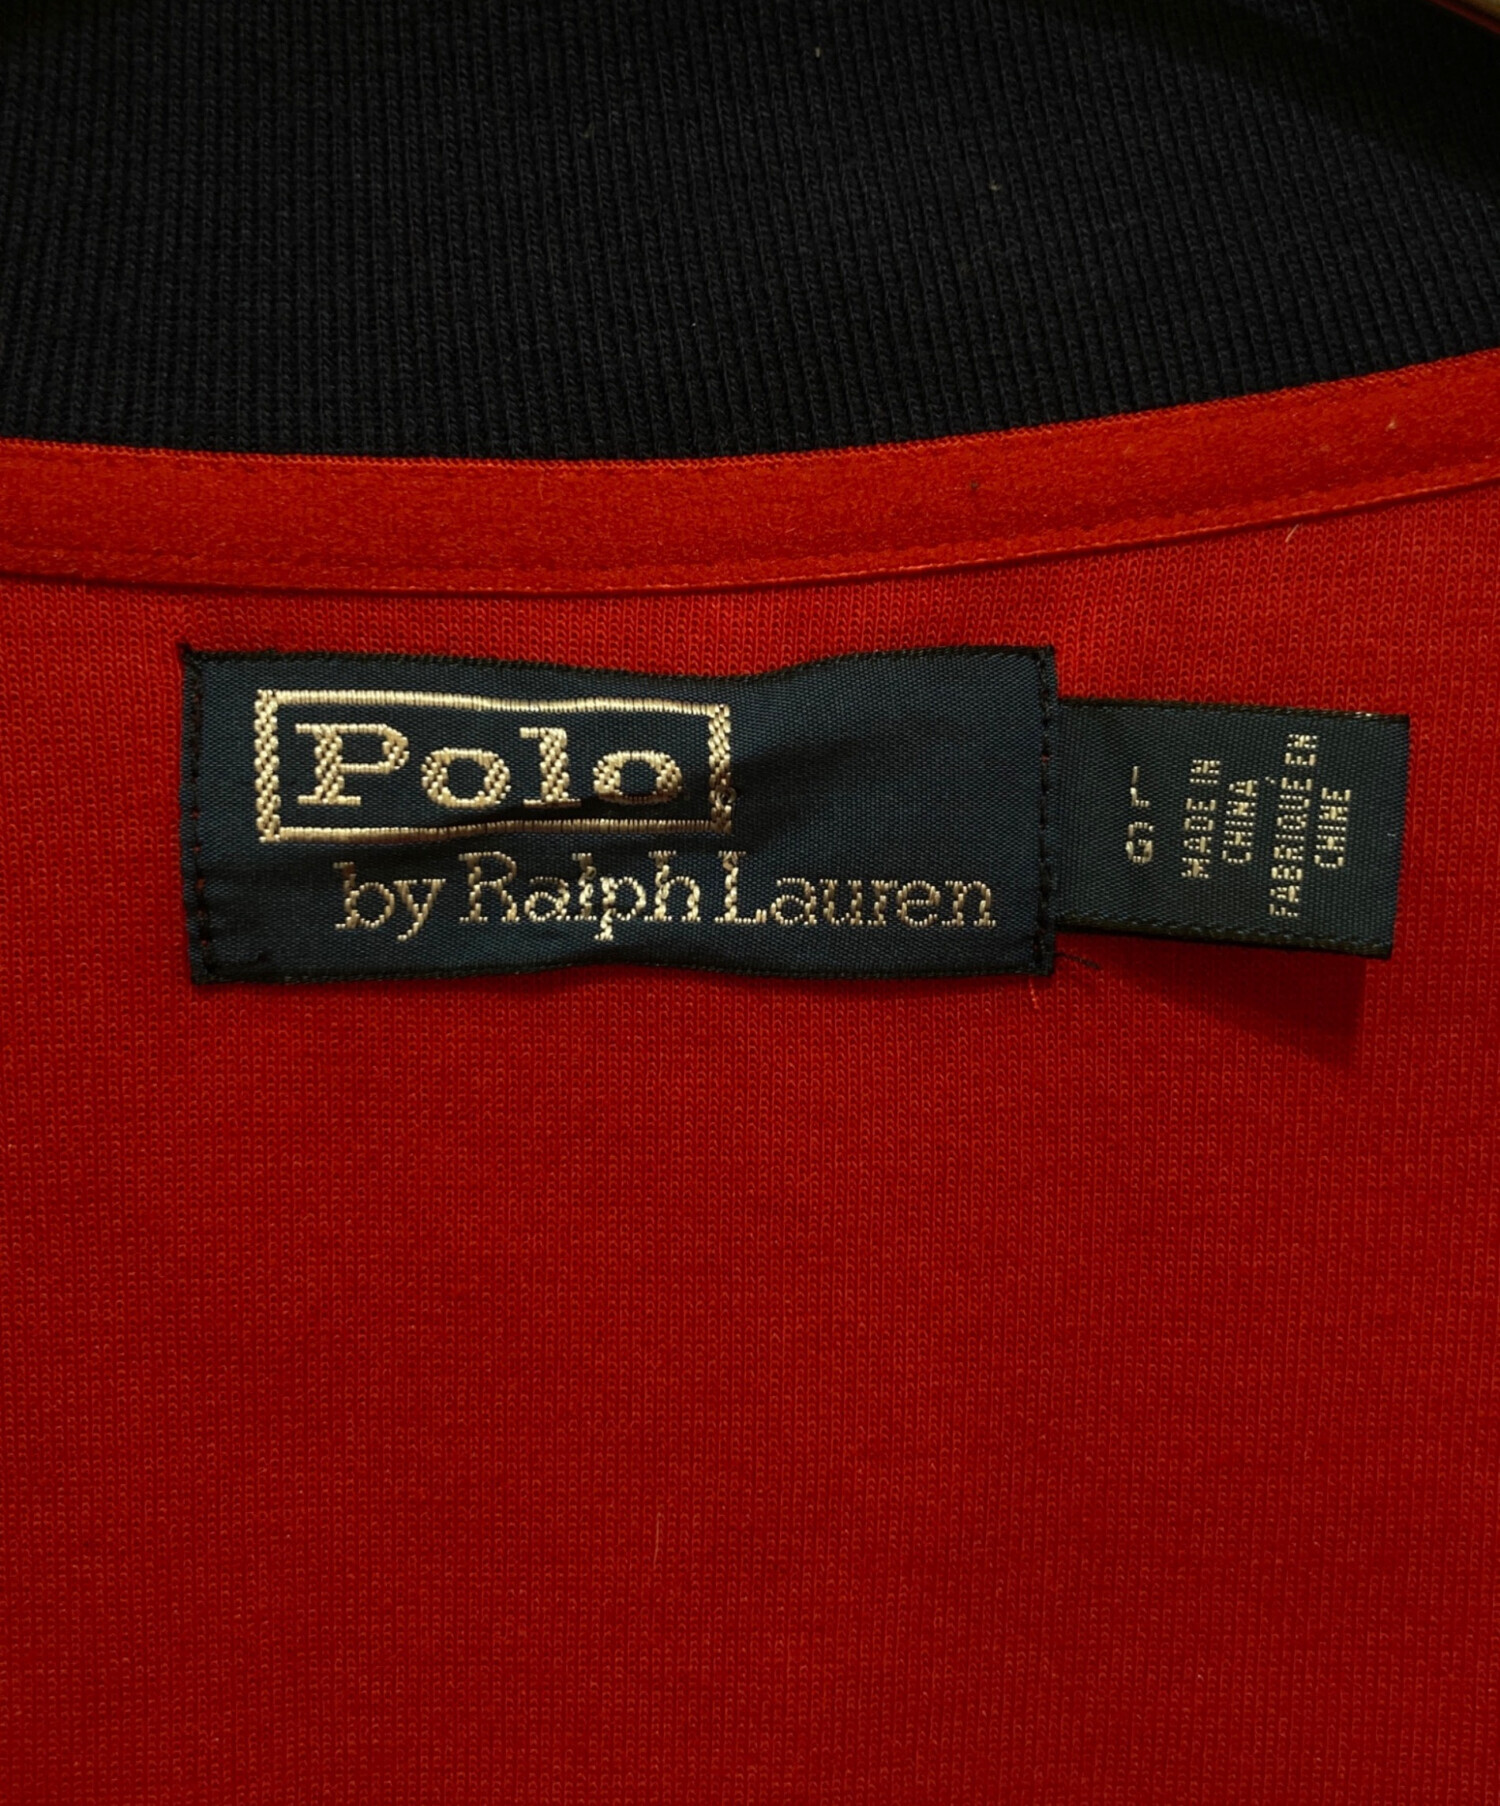 Polo
by Ralph Lauren
L
G
MADE IN
CHINA
FABRIQUÉ EN
CHINE